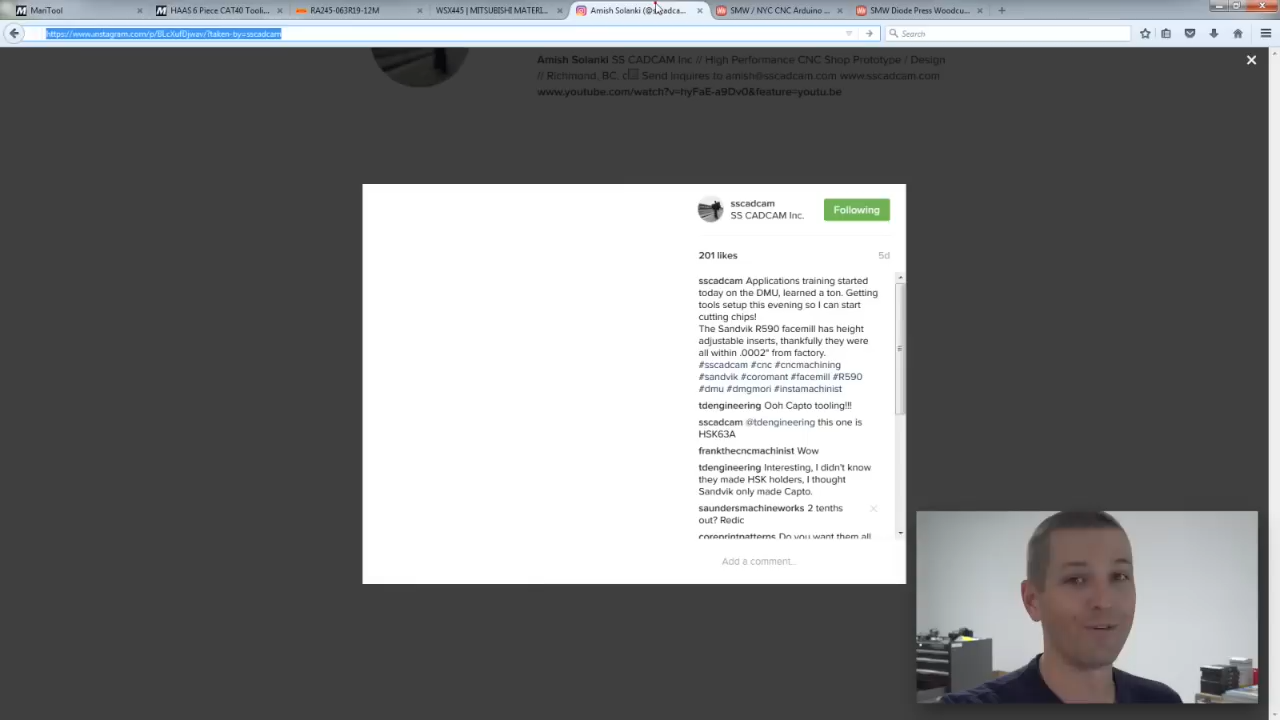 MariTool
HAAS 6 Piece CAT40 Tooli...
RA245-063R19-12M
WSX445 | MITSUBISHI MATERI...
Amish Solanki (@sscadca...
SMW / NYC CNC Arduino ...
SMW Diode Press Woodcu...
Search
Amish Solanki SS CADCAM Inc // High Performance CNC Shop Prototype / Design
// Richmond, BC. Send Inquires to amish@sscadcam.com www.sscadcam.com
www.youtube.com/watch?v=hyFaE-a9Dv0&feature=youtu.be
sscadcam
SS CADCAM Inc.
Following
201 likes
5d
sscadcam Applications training started
today on the DMU, learned a ton. Getting
tools setup this evening so I can start
cutting chips!
The Sandvik R590 facemill has height
adjustable inserts, thankfully they were
all within .0002" from factory.
#sscadcam #cnc #cncmachining
#sandvik #coromant #facemill #R590
#dmu #dmgmori #instamachinist
tdengineering Ooh Capto tooling!!!
sscadcam @tdengineering this one is
HSK63A
frankthecncmachinist Wow
tdengineering Interesting, I didn't know
they made HSK holders, I thought
Sandvik only made Capto.
saundersmachineworks 2 tenths
out? Redic
coreprintpatterns Do you want them all
Add a comment...